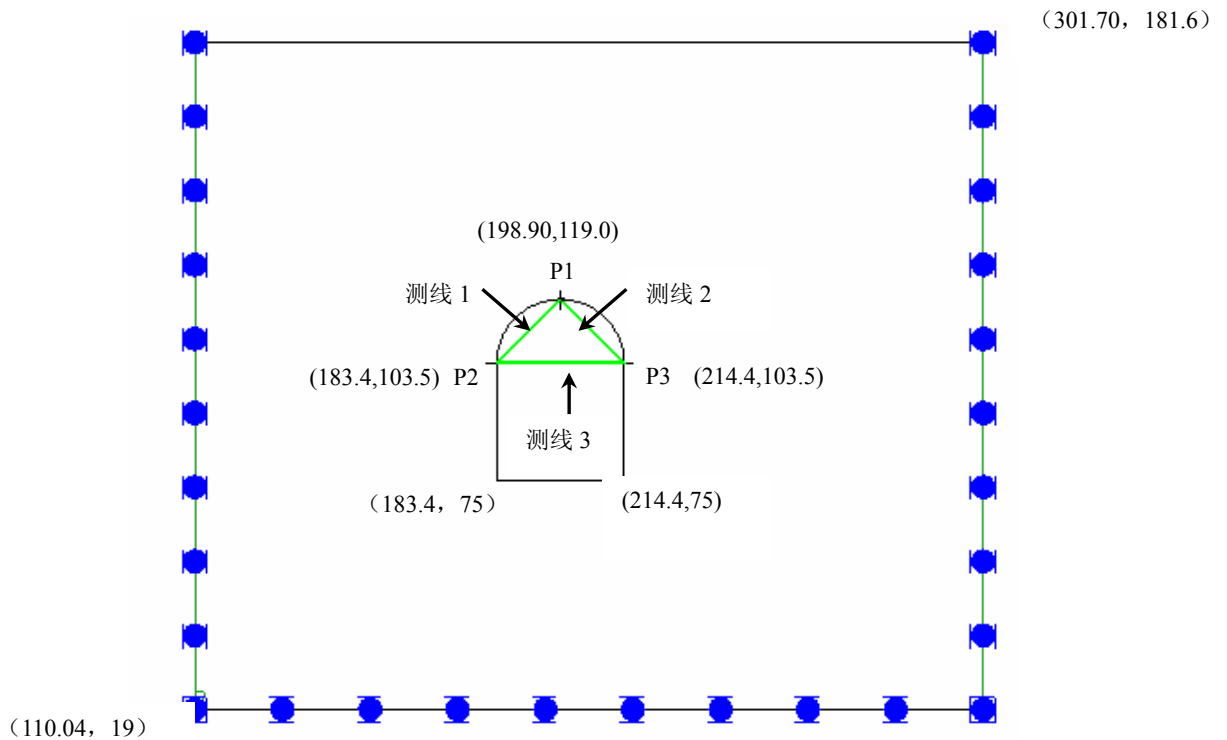 （301.70，181.6）
(198.90,119.0)
P1
测线 1
测线 2
(183.4,103.5)
P2
P3
(214.4,103.5)
测线 3
（183.4，75）
(214.4,75)
（110.04，19）